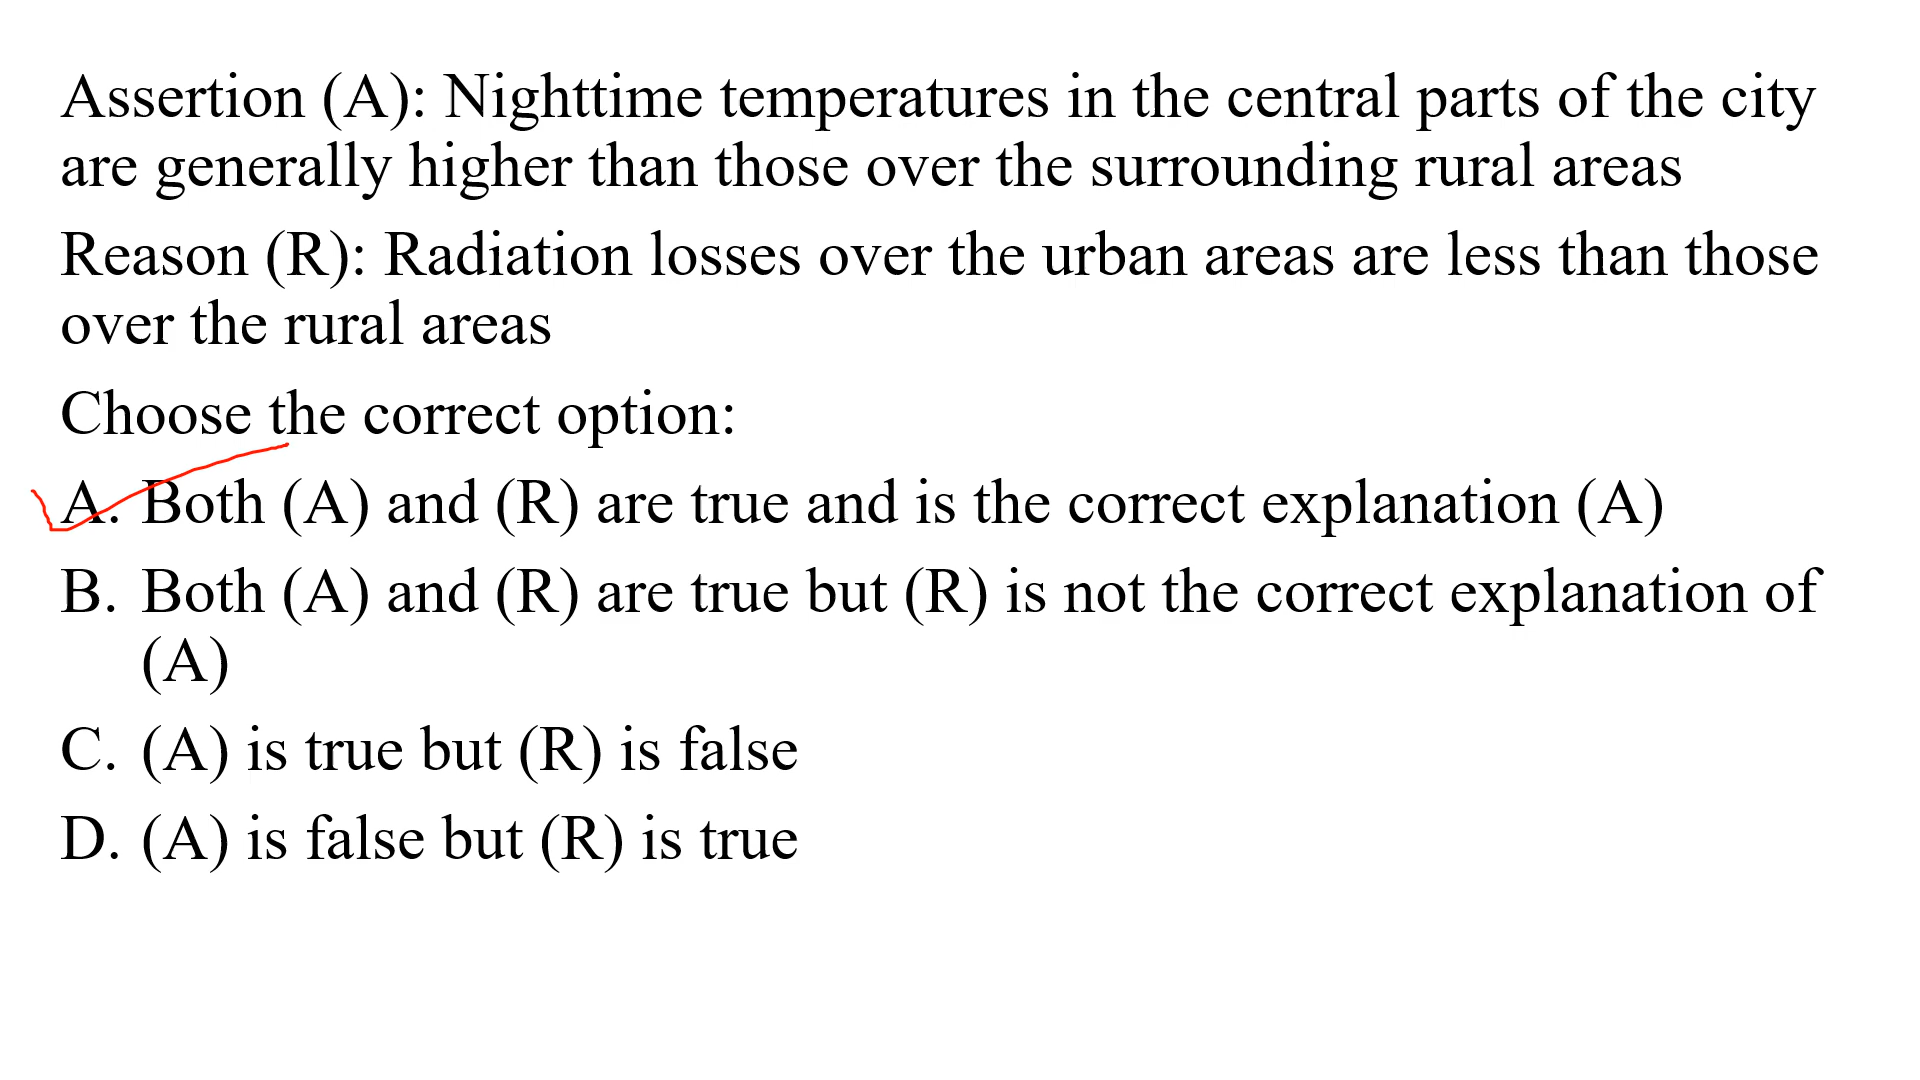 Assertion (A): Nighttime temperatures in the central parts of the city
are generally higher than those over the surrounding rural areas
Reason (R): Radiation losses over the urban areas are less than those
over the rural areas
Choose the correct option:
A. Both (A) and (R) are true and is the correct explanation (A)
B. Both (A) and (R) are true but (R) is not the correct explanation of
(A)
C. (A) is true but (R) is false
D. (A) is false but (R) is true